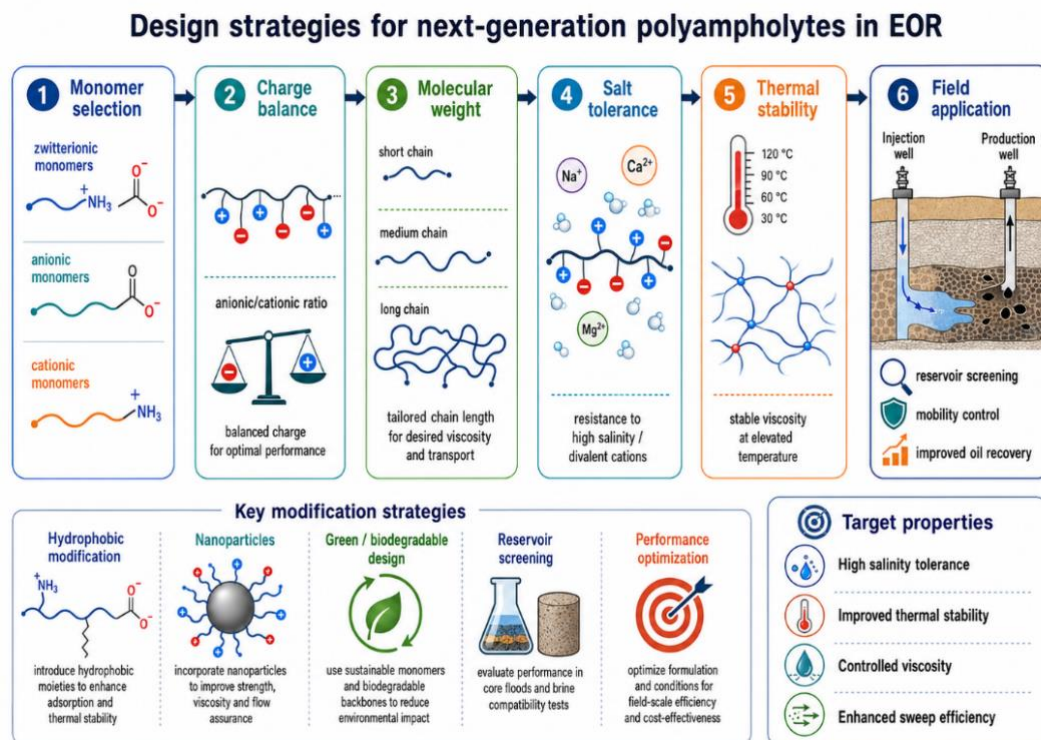 Design strategies for next-generation polyampholytes in EOR
1 Monomer
selection
zwitterionic
monomers
+
NH₃
O⁻
O⁻
anionic
monomers
O
O⁻
cationic
monomers
+
NH₃
2 Charge
balance
+ − + − + − +
anionic/cationic ratio
− +
balanced charge
for optimal performance
3 Molecular
weight
short chain
medium chain
long chain
tailored chain length
for desired viscosity
and transport
4 Salt
tolerance
Na⁺
Ca²⁺
Mg²⁺
resistance to
high salinity /
divalent cations
5 Thermal
stability
120 °C
90 °C
60 °C
30 °C
stable viscosity
at elevated
temperature
6 Field
application
Injection
well
Production
well
reservoir screening
mobility control
improved oil recovery
Key modification strategies
Hydrophobic
modification
+
NH₃
O⁻
O⁻
introduce hydrophobic
moieties to enhance
adsorption and
thermal stability
Nanoparticles
incorporate nanoparticles
to improve strength,
viscosity and flow
assurance
Green / biodegradable
design
use sustainable monomers
and biodegradable
backbones to reduce
environmental impact
Reservoir
screening
evaluate performance in
core floods and brine
compatibility tests
Performance
optimization
optimize formulation
and conditions for
field-scale efficiency
and cost-effectiveness
Target properties
High salinity tolerance
Improved thermal stability
Controlled viscosity
Enhanced sweep efficiency